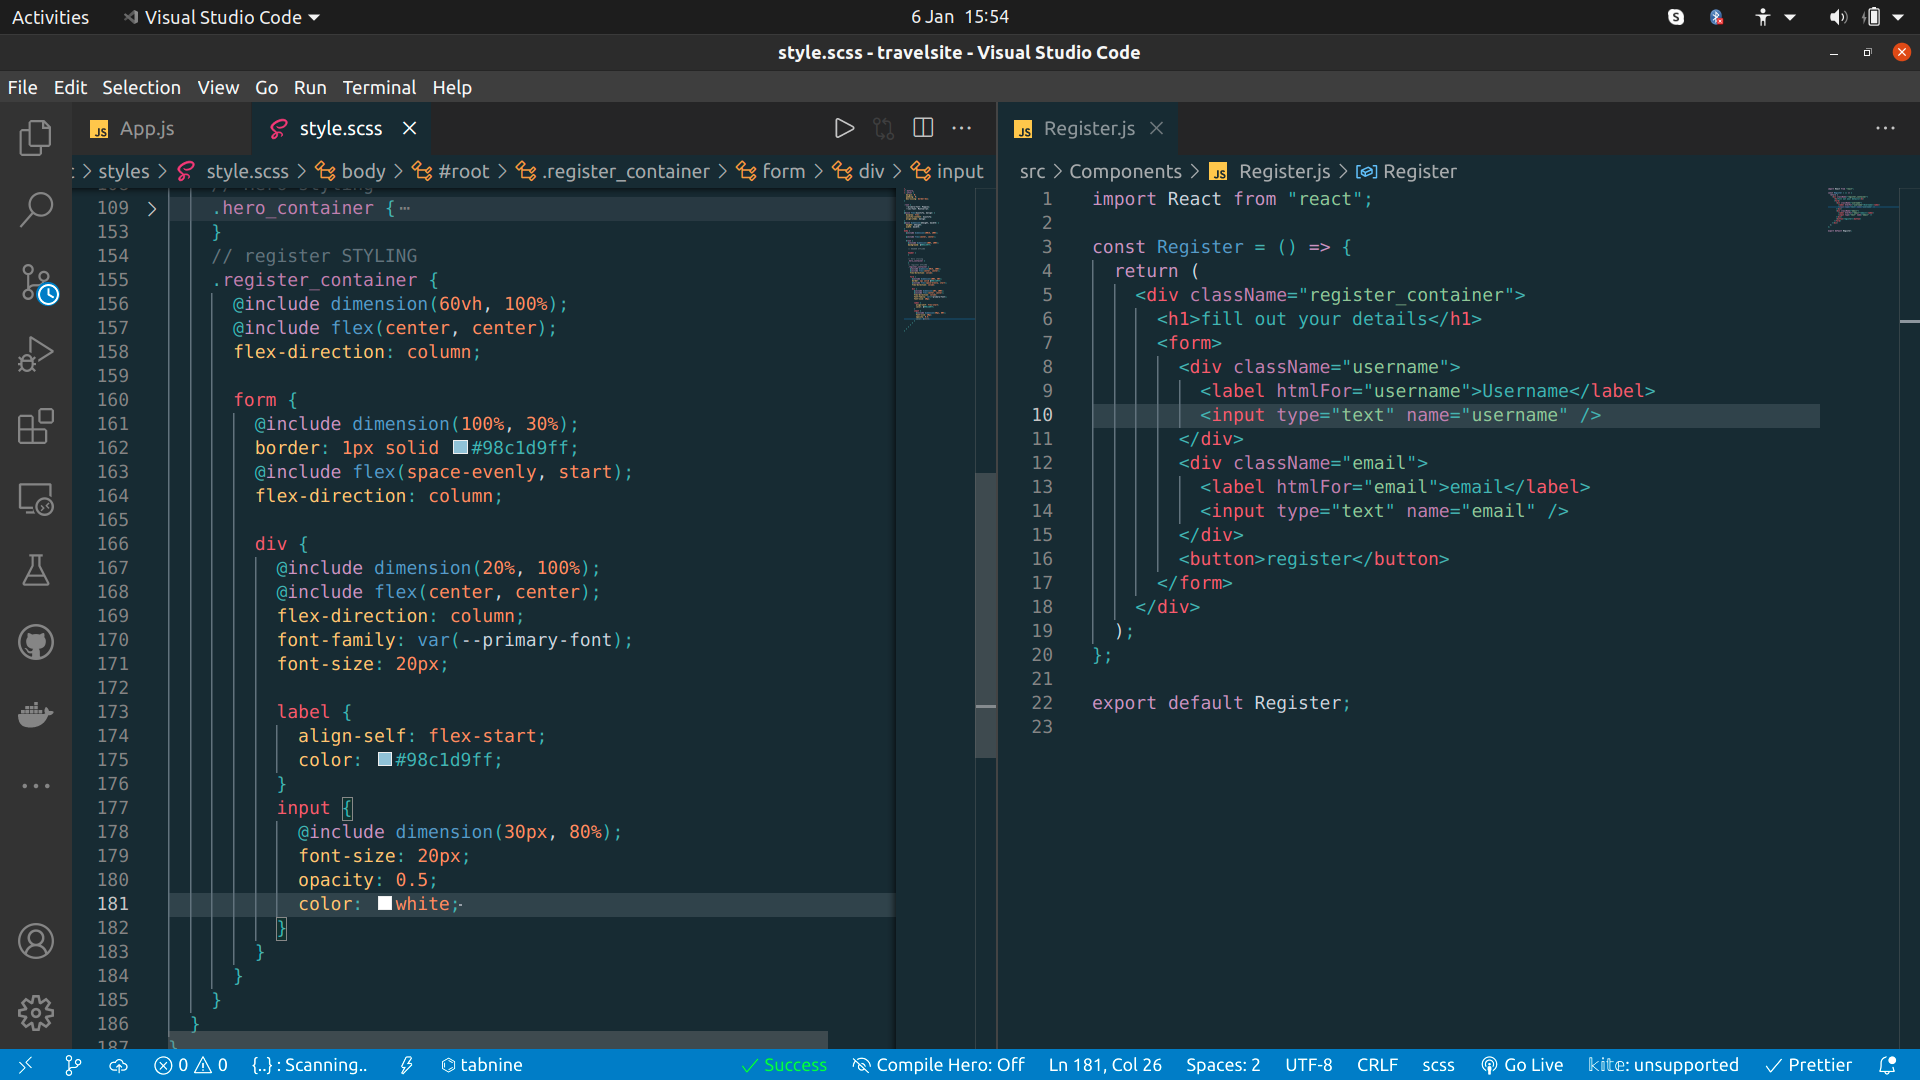 Activities Visual Studio Code 6 Jan 15:54
style.scss - travelsite - Visual Studio Code
File Edit Selection View Go Run Terminal Help
JS App.js style.scss
styles > style.scss > body > #root > .register_container > form > div > input
109 .hero_container {
153 }
154 // register STYLING
155 .register_container {
156 @include dimension(60vh, 100%);
157 @include flex(center, center);
158 flex-direction: column;
159
160 form {
161 @include dimension(100%, 30%);
162 border: 1px solid #98c1d9ff;
163 @include flex(space-evenly, start);
164 flex-direction: column;
165
166 div {
167 @include dimension(20%, 100%);
168 @include flex(center, center);
169 flex-direction: column;
170 font-family: var(--primary-font);
171 font-size: 20px;
172
173 label {
174 align-self: flex-start;
175 color: #98c1d9ff;
176 }
177 input {
178 @include dimension(30px, 80%);
179 font-size: 20px;
180 opacity: 0.5;
181 color: white;
182 }
183 }
184 }
185 }
186 }
187 }
JS Register.js
src > Components > JS Register.js > Register
1 import React from "react";
2
3 const Register = () => {
4 return (
5 <div className="register_container">
6 <h1>fill out your details</h1>
7 <form>
8 <div className="username">
9 <label htmlFor="username">Username</label>
10 <input type="text" name="username" />
11 </div>
12 <div className="email">
13 <label htmlFor="email">email</label>
14 <input type="text" name="email" />
15 </div>
16 <button>register</button>
17 </form>
18 </div>
19 );
20 };
21
22 export default Register;
23
0 0 {..} : Scanning.. tabnine Success Compile Hero: Off Ln 181, Col 26 Spaces: 2 UTF-8 CRLF scss Go Live kite: unsupported Prettier